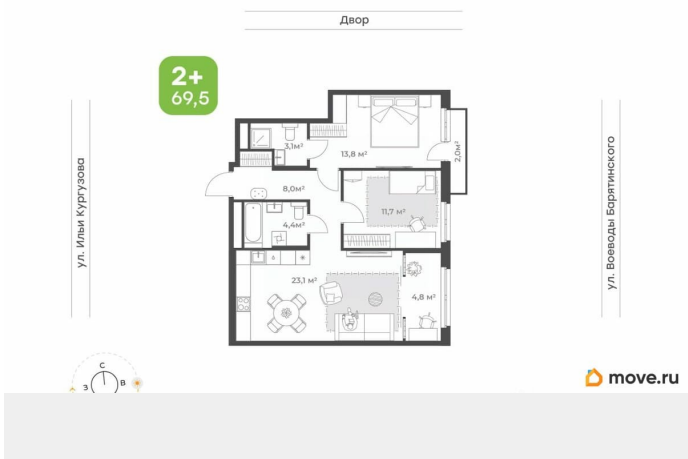 Двор
2+
69,5
ул. Ильи Кургузова
3,1м²
13,8 м²
2,0м²
ул. Воеводы Барятинского
8,0м²
11,7 м²
4,4м²
23,1 м²
4,8 м²
С
З
В
move.ru